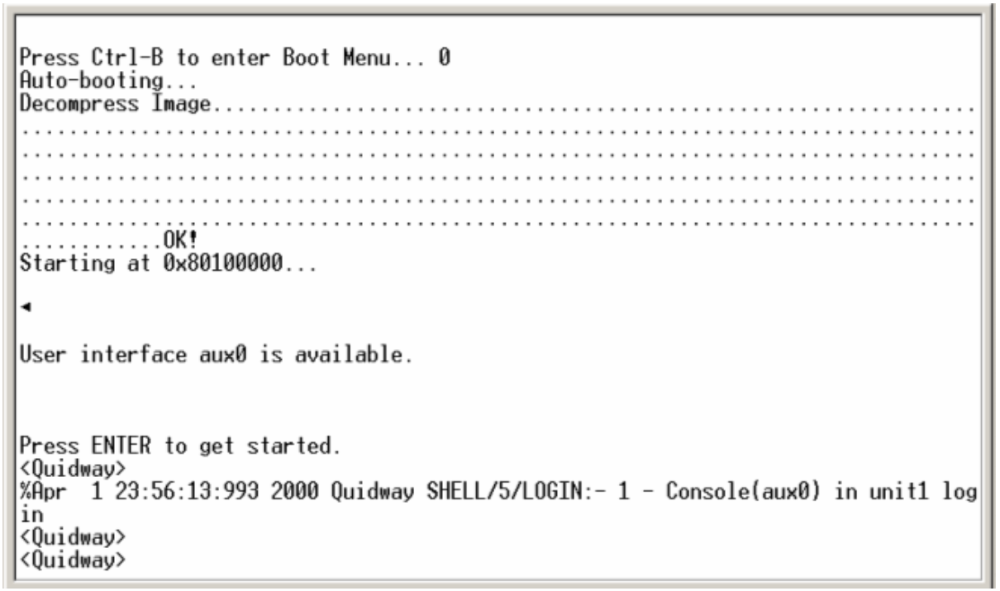 Press Ctrl-B to enter Boot Menu... 0
Auto-booting...
Decompress Image................................................................
................................................................................
................................................................................
................................................................................
................................................................................
................................................................................
............OK!
Starting at 0x80100000...
◄
User interface aux0 is available.
Press ENTER to get started.
<Quidway>
%Apr  1 23:56:13:993 2000 Quidway SHELL/5/LOGIN:- 1 - Console(aux0) in unit1 log
in
<Quidway>
<Quidway>